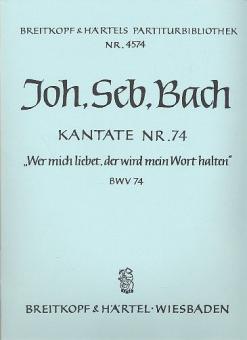 BREITKOPF & HÄRTELS PARTITURBIBLIOTHEK
NR. 4574
Joh. Seb. Bach
KANTATE NR. 74
„Wer mich liebet, der wird mein Wort halten"
BWV 74
BREITKOPF & HÄRTEL · WIESBADEN